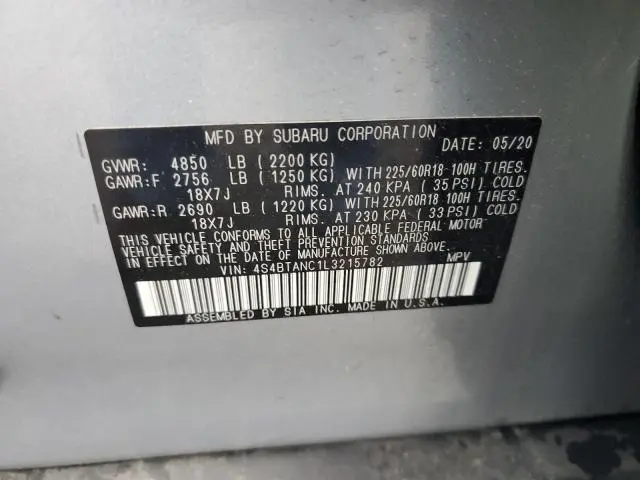 MFD BY SUBARU CORPORATION DATE: 05/20
GVWR: 4850 LB (2200 KG)
GAWR:F 2756 LB (1250 KG) WITH 225/60R18 100H TIRES.
18X7J RIMS. AT 240 KPA (35 PSI) COLD
GAWR:R 2690 LB (1220 KG) WITH 225/60R18 100H TIRES.
18X7J RIMS. AT 230 KPA (33 PSI) COLD
THIS VEHICLE CONFORMS TO ALL APPLICABLE FEDERAL MOTOR
VEHICLE SAFETY AND THEFT PREVENTION STANDARDS
IN EFFECT ON THE DATE OF MANUFACTURE SHOWN ABOVE.
VIN: 4S4BTANC1L3215782 MPV
ASSEMBLED BY SIA INC. MADE IN U.S.A.